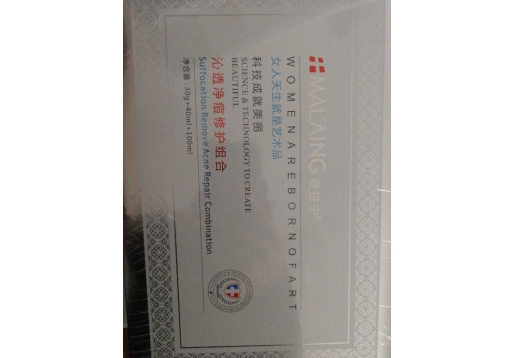 MALAING 麦拉宁
WOMENAREBORNOFART
女人天生就是艺术品
科技成就美丽
SCIENCE & TECHNOLOGY TO CREATE
BEAUTIFUL
沁透净痘修护组合
Suffocation Remove Acne Repair Combination
净含量：30g+40ml+100ml